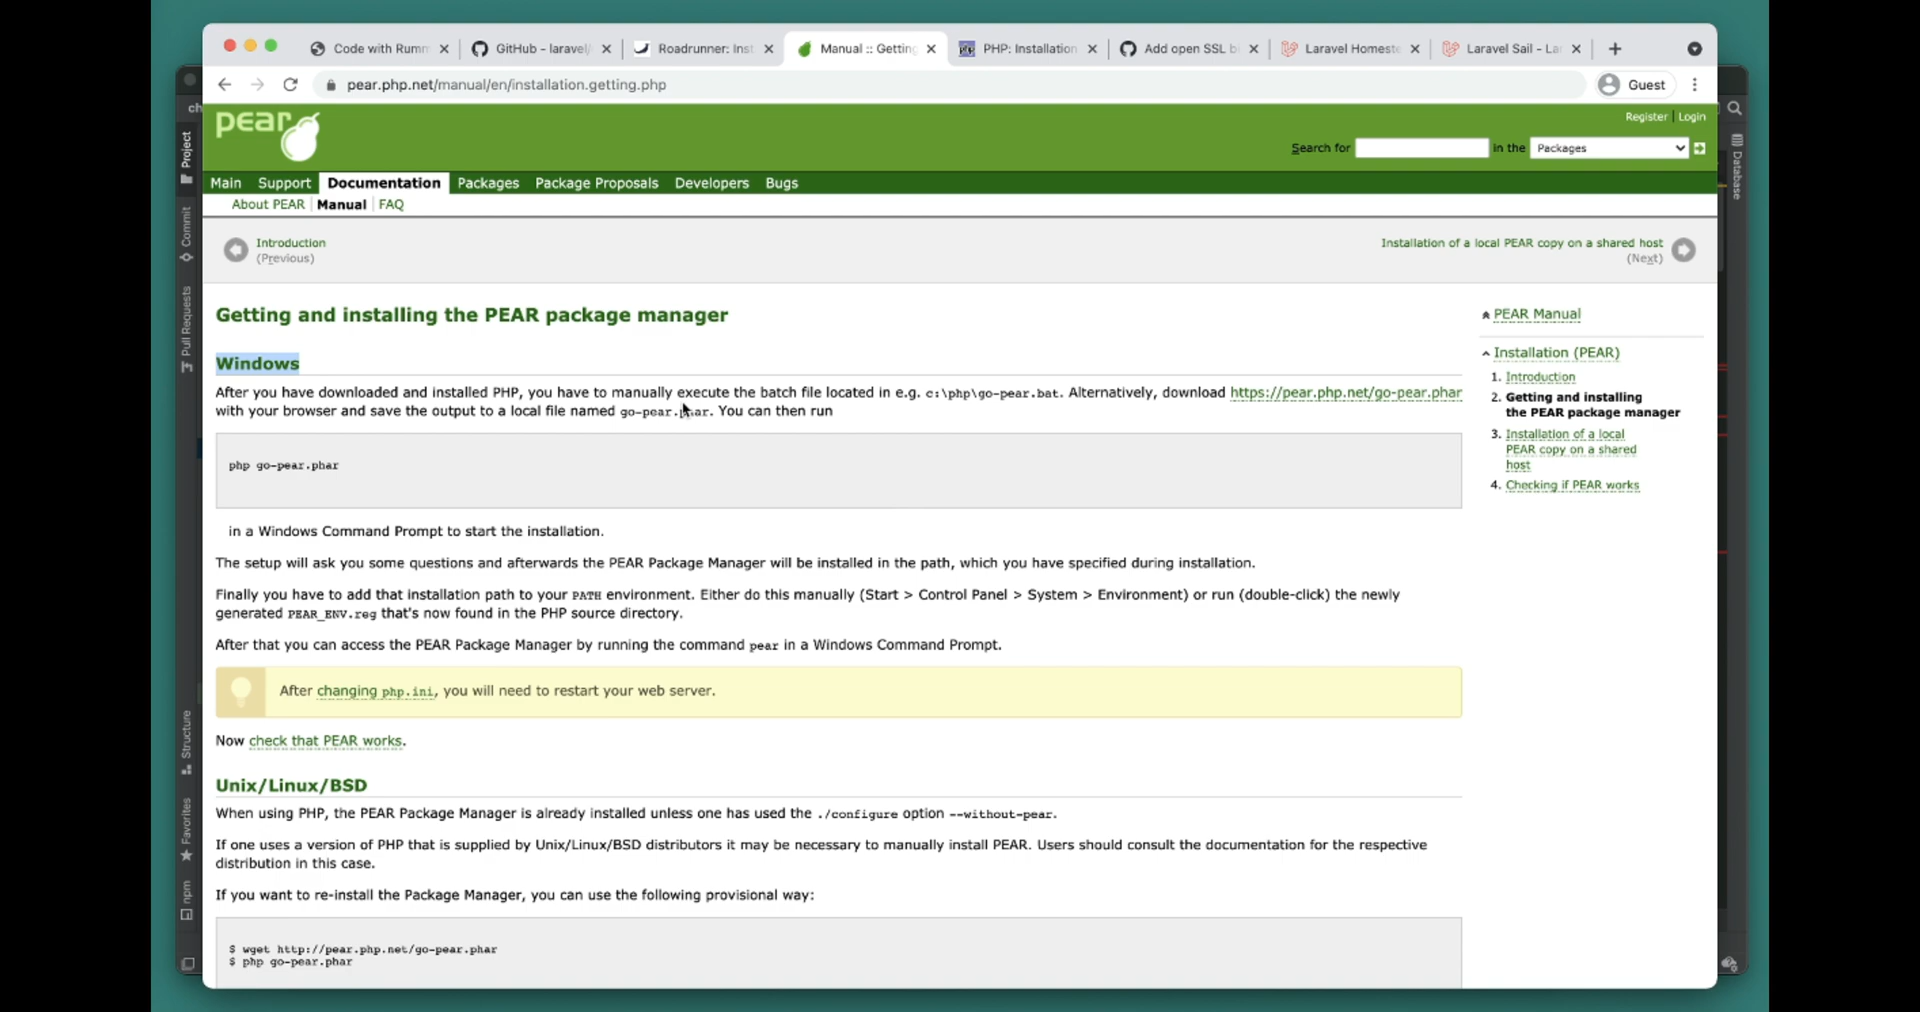 Code with Rumm
GitHub - laravel/
Roadrunner: Inst
Manual :: Getting
PHP: Installation
Add open SSL b
Laravel Homeste
Laravel Sail - La
pear.php.net/manual/en/installation.getting.php
Guest
ch
pear
Register | Login
Search for
in the
Packages
Main
Support
Documentation
Packages
Package Proposals
Developers
Bugs
About PEAR
Manual
FAQ
Introduction
(Previous)
Installation of a local PEAR copy on a shared host
(Next)
Getting and installing the PEAR package manager
Windows
After you have downloaded and installed PHP, you have to manually execute the batch file located in e.g. c:\php\go-pear.bat. Alternatively, download https://pear.php.net/go-pear.phar
with your browser and save the output to a local file named go-pear.phar. You can then run
php go-pear.phar
in a Windows Command Prompt to start the installation.
The setup will ask you some questions and afterwards the PEAR Package Manager will be installed in the path, which you have specified during installation.
Finally you have to add that installation path to your PATH environment. Either do this manually (Start > Control Panel > System > Environment) or run (double-click) the newly
generated PEAR_ENV.reg that's now found in the PHP source directory.
After that you can access the PEAR Package Manager by running the command pear in a Windows Command Prompt.
After changing php.ini, you will need to restart your web server.
Now check that PEAR works.
Unix/Linux/BSD
When using PHP, the PEAR Package Manager is already installed unless one has used the ./configure option --without-pear.
If one uses a version of PHP that is supplied by Unix/Linux/BSD distributors it may be necessary to manually install PEAR. Users should consult the documentation for the respective
distribution in this case.
If you want to re-install the Package Manager, you can use the following provisional way:
$ wget http://pear.php.net/go-pear.phar
$ php go-pear.phar
PEAR Manual
Installation (PEAR)
1. Introduction
2. Getting and installing
the PEAR package manager
3. Installation of a local
PEAR copy on a shared
host
4. Checking if PEAR works
Project
Commit
Pull Requests
Structure
Favorites
npm
Database